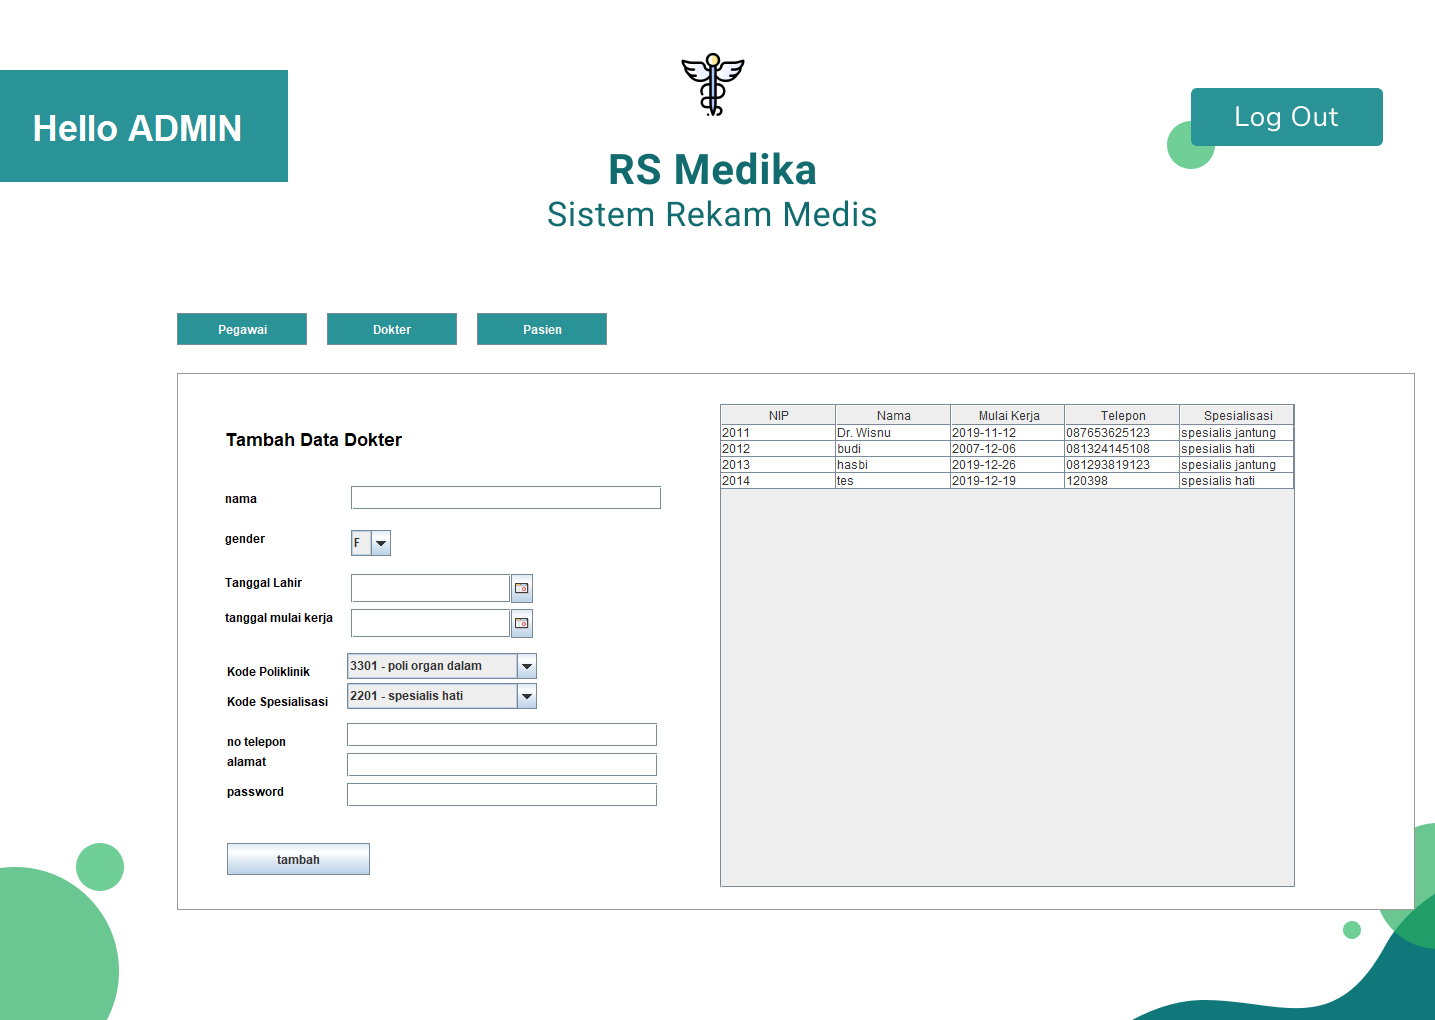 Hello ADMIN
Log Out
RS Medika
Sistem Rekam Medis
Pegawai Dokter Pasien
Tambah Data Dokter
nama
gender F
Tanggal Lahir
tanggal mulai kerja
Kode Poliklinik 3301 - poli organ dalam
Kode Spesialisasi 2201 - spesialis hati
no telepon
alamat
password
tambah
NIP Nama Mulai Kerja Telepon Spesialisasi
2011 Dr. Wisnu 2019-11-12 087653625123 spesialis jantung
2012 budi 2007-12-06 081324145108 spesialis hati
2013 hasbi 2019-12-26 081293819123 spesialis jantung
2014 tes 2019-12-19 120398 spesialis hati